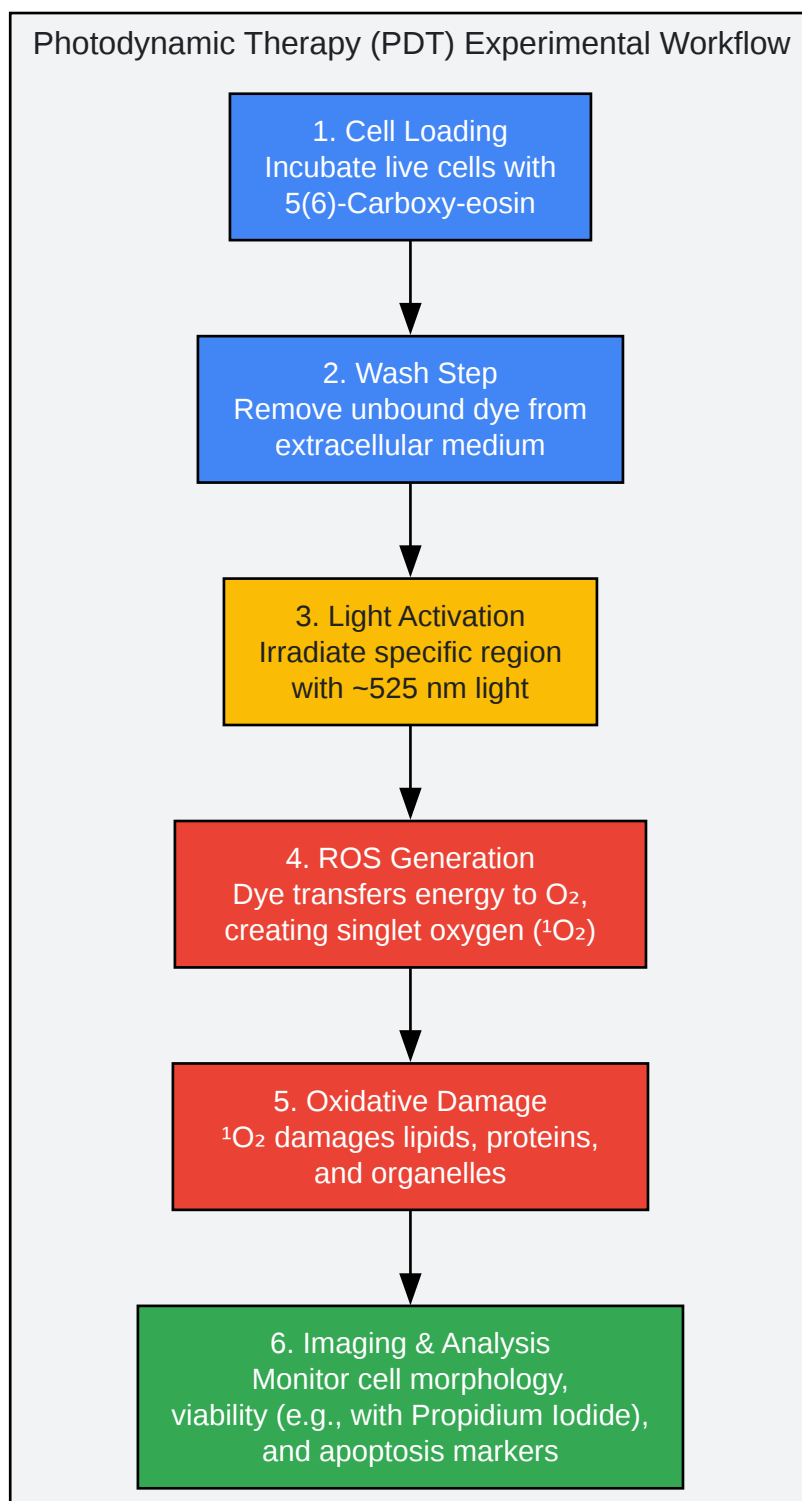 Photodynamic Therapy (PDT) Experimental Workflow
1. Cell Loading
Incubate live cells with
5(6)-Carboxy-eosin
2. Wash Step
Remove unbound dye from
extracellular medium
3. Light Activation
Irradiate specific region
with ~525 nm light
4. ROS Generation
Dye transfers energy to O₂,
creating singlet oxygen (¹O₂)
5. Oxidative Damage
¹O₂ damages lipids, proteins,
and organelles
6. Imaging & Analysis
Monitor cell morphology,
viability (e.g., with Propidium Iodide),
and apoptosis markers